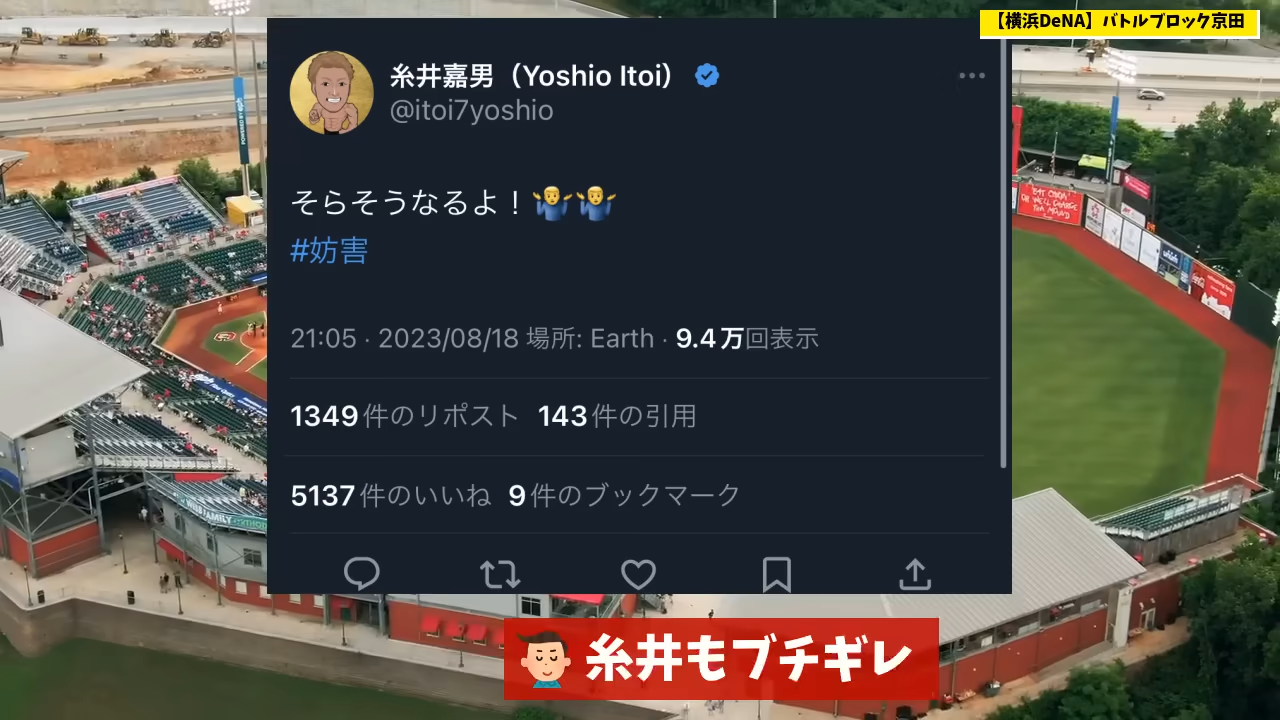 【横浜DeNA】バトルブロック京田
糸井嘉男（Yoshio Itoi）
@itoi7yoshio
そらそうなるよ！🤷‍♂️🤷‍♂️
#妨害
21:05 · 2023/08/18 場所: Earth · 9.4万回表示
1349件のリポスト 143件の引用
5137件のいいね 9件のブックマーク
糸井もブチギレ